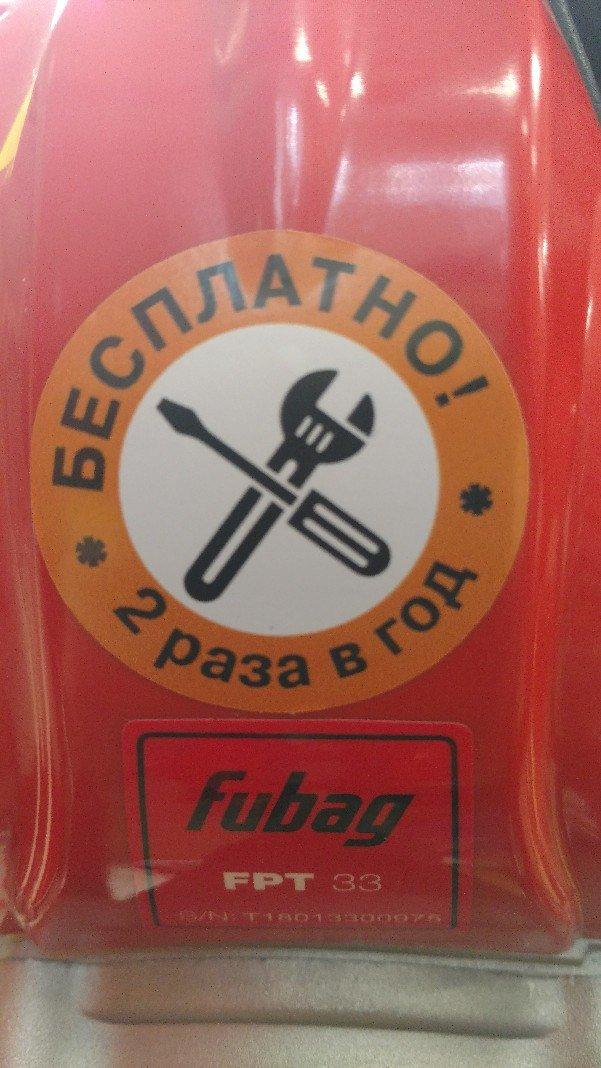 БЕСПЛАТНО!
* 2 раза в год *
fubag
FPT 33
S/N: T18013300975